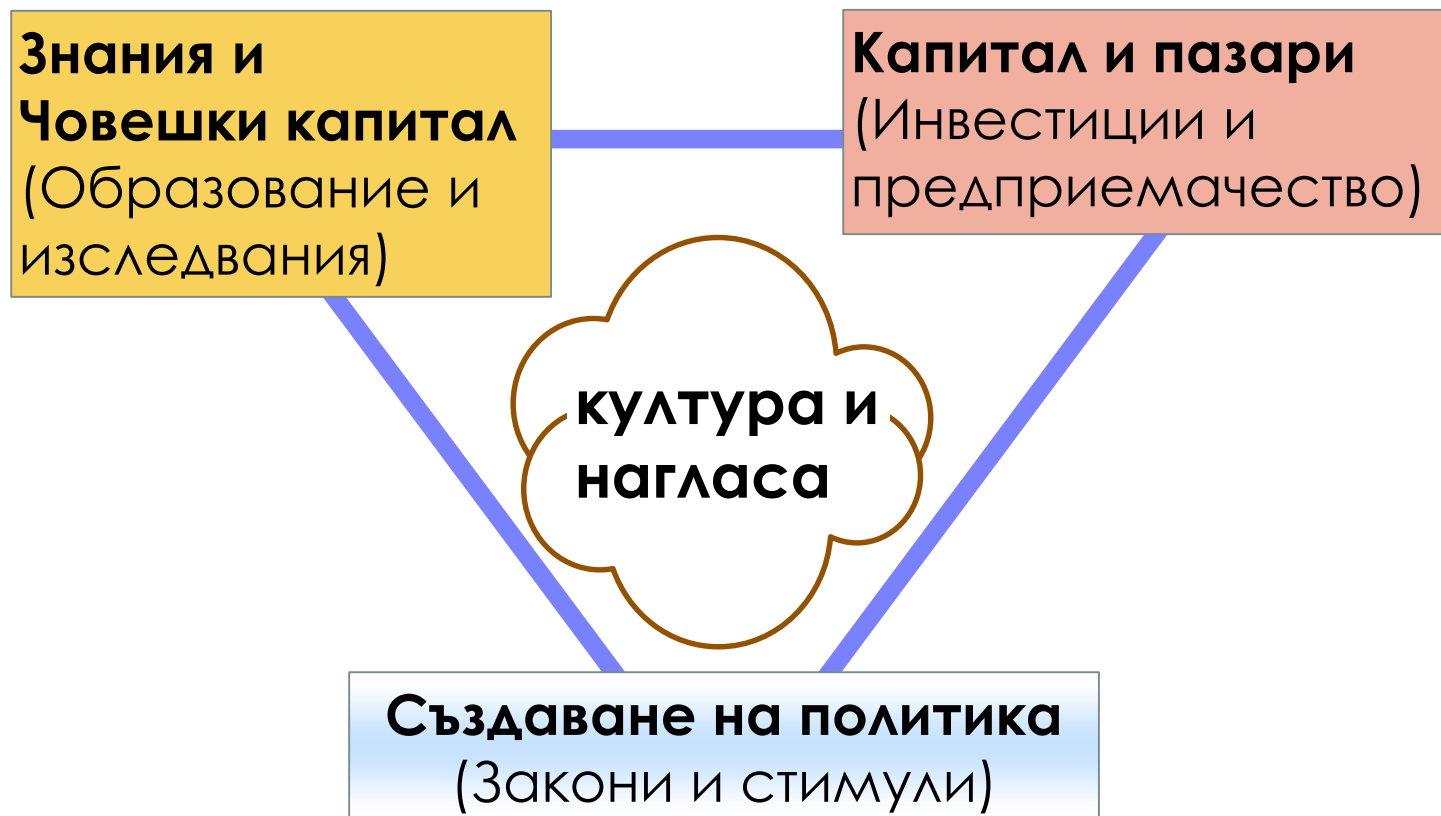 Знания и
Човешки капитал
(Образование и
изследвания)
Капитал и пазари
(Инвестиции и
предприемачество)
култура и
нагласа
Създаване на политика
(Закони и стимули)